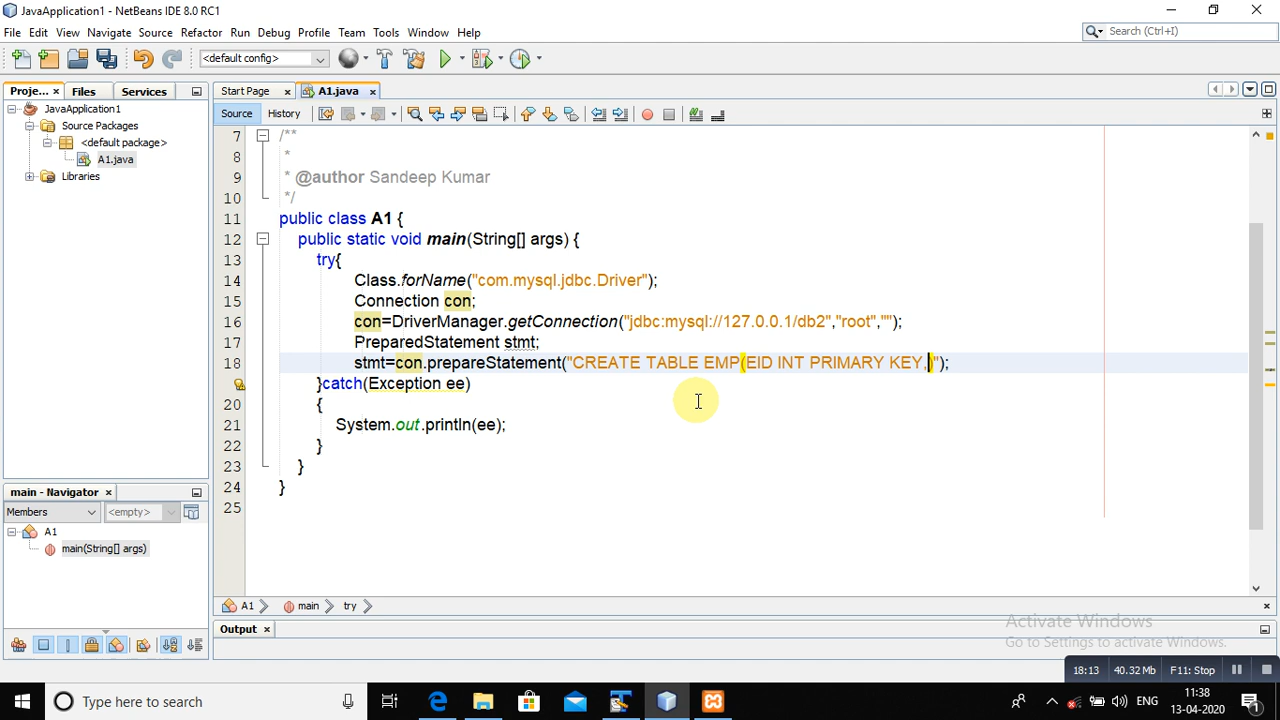 JavaApplication1 - NetBeans IDE 8.0 RC1
File Edit View Navigate Source Refactor Run Debug Profile Team Tools Window Help
Search (Ctrl+I)
<default config>
Proje... × Files Services
Start Page × A1.java ×
JavaApplication1
Source Packages
<default package>
A1.java
Libraries
Source History
7 /**
8 *
9 * @author Sandeep Kumar
10 */
11 public class A1 {
12 public static void main(String[] args) {
13 try{
14 Class.forName("com.mysql.jdbc.Driver");
15 Connection con;
16 con=DriverManager.getConnection("jdbc:mysql://127.0.0.1/db2","root","");
17 PreparedStatement stmt;
18 stmt=con.prepareStatement("CREATE TABLE EMP(EID INT PRIMARY KEY,)");
}catch(Exception ee)
20 {
21 System.out.println(ee);
22 }
23 }
24 }
25
main - Navigator ×
Members <empty>
A1
main(String[] args)
A1 main try
Output ×
Activate Windows
Go to Settings to activate Windows.
18:13 40.32 Mb F11: Stop
Type here to search
ENG
11:38
13-04-2020
1